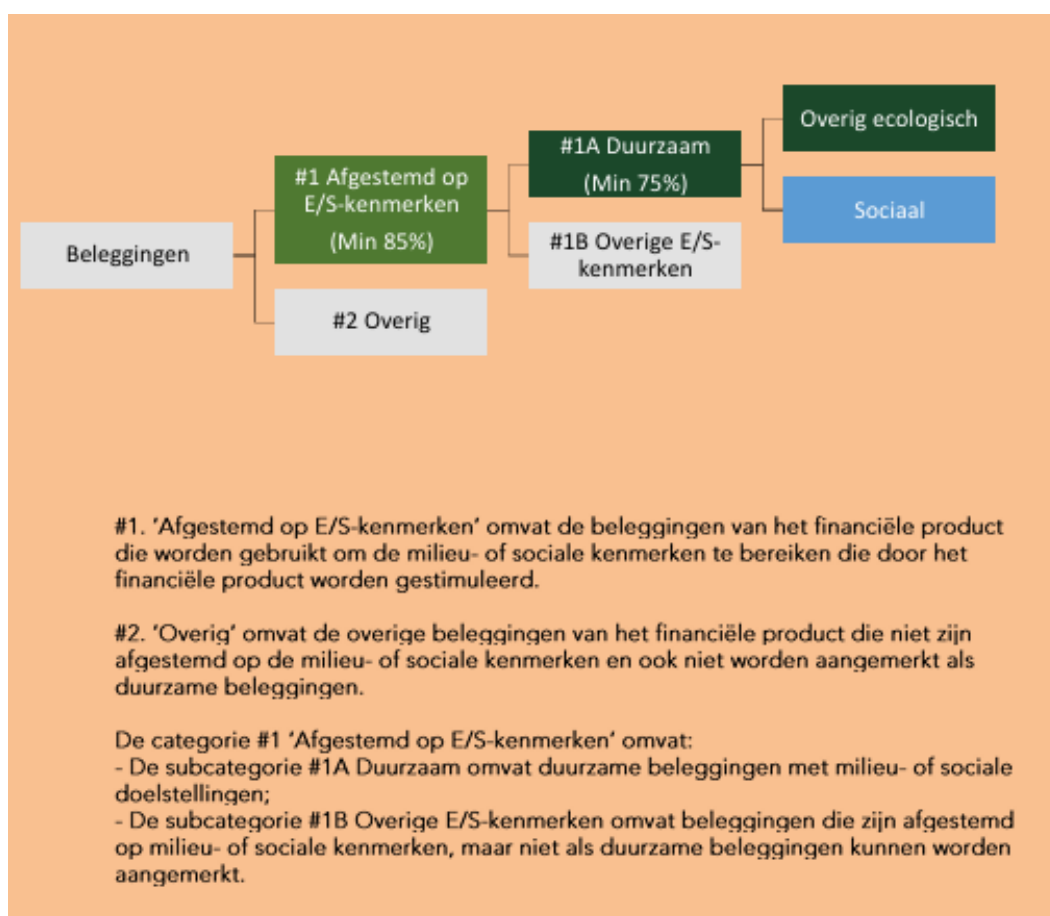 Beleggingen
#1 Afgestemd op
E/S-kenmerken
(Min 85%)
#2 Overig
#1A Duurzaam
(Min 75%)
#1B Overige E/S-
kenmerken
Overig ecologisch
Sociaal
#1. 'Afgestemd op E/S-kenmerken' omvat de beleggingen van het financiële product
die worden gebruikt om de milieu- of sociale kenmerken te bereiken die door het
financiële product worden gestimuleerd.
#2. 'Overig' omvat de overige beleggingen van het financiële product die niet zijn
afgestemd op de milieu- of sociale kenmerken en ook niet worden aangemerkt als
duurzame beleggingen.
De categorie #1 'Afgestemd op E/S-kenmerken' omvat:
- De subcategorie #1A Duurzaam omvat duurzame beleggingen met milieu- of sociale
doelstellingen;
- De subcategorie #1B Overige E/S-kenmerken omvat beleggingen die zijn afgestemd
op milieu- of sociale kenmerken, maar niet als duurzame beleggingen kunnen worden
aangemerkt.